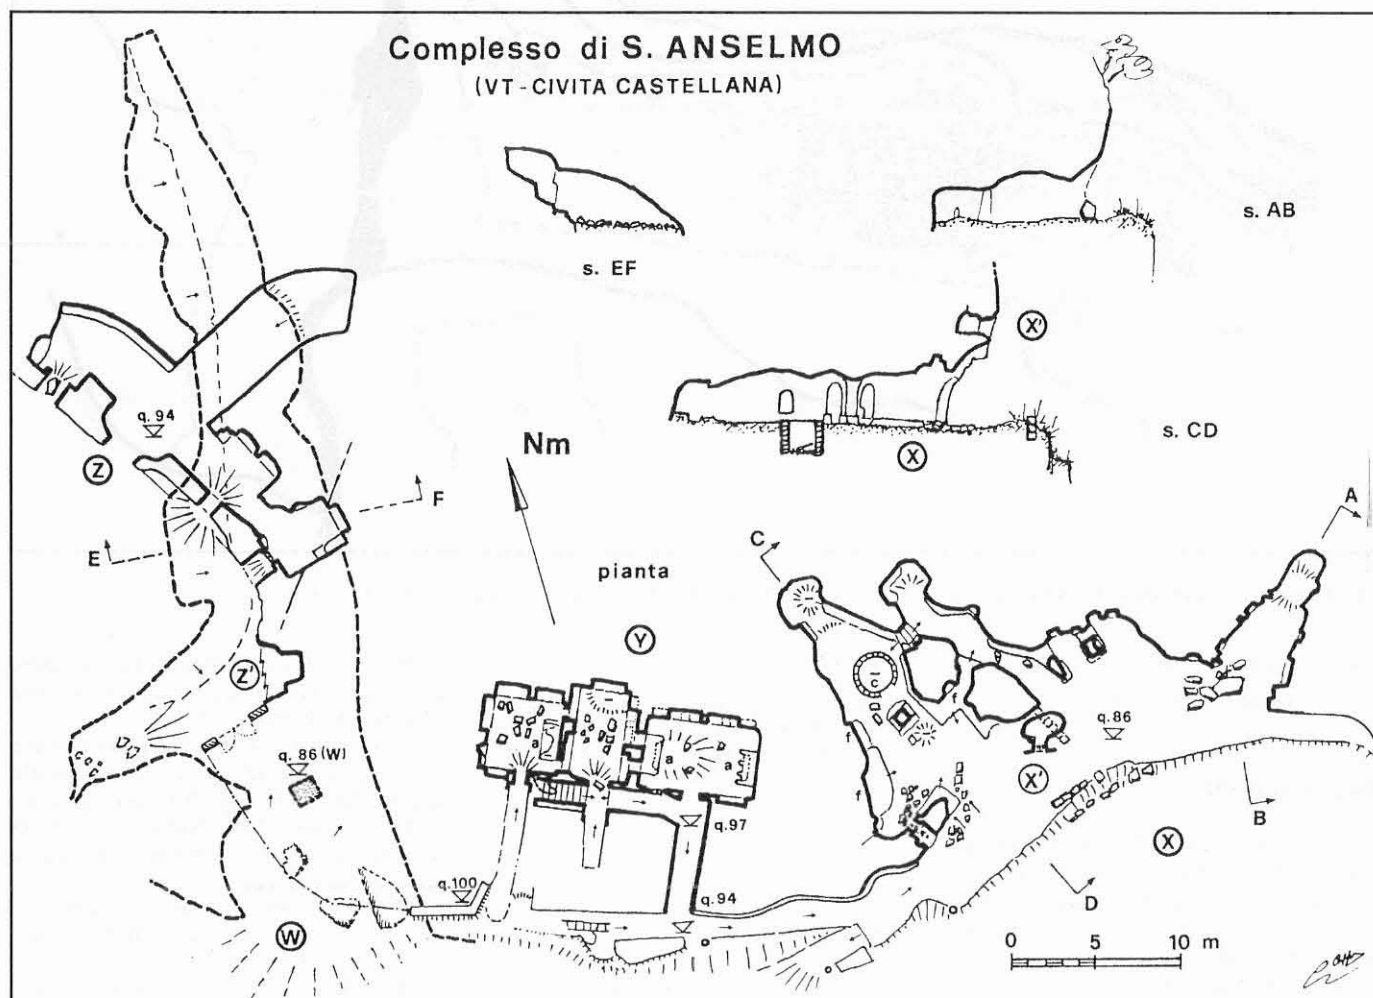 Complesso di S. ANSELMO
(VT-CIVITA CASTELLANA)
s. EF
s. AB
X'
s. CD
X
q. 94
Z
Nm
F
E
A
C
pianta
Y
Z'
c
a
a
a
f
f
f
f
q. 86
q. 86 (W)
X'
B
q. 97
X
q. 100
q. 94
D
W
0 5 10 m